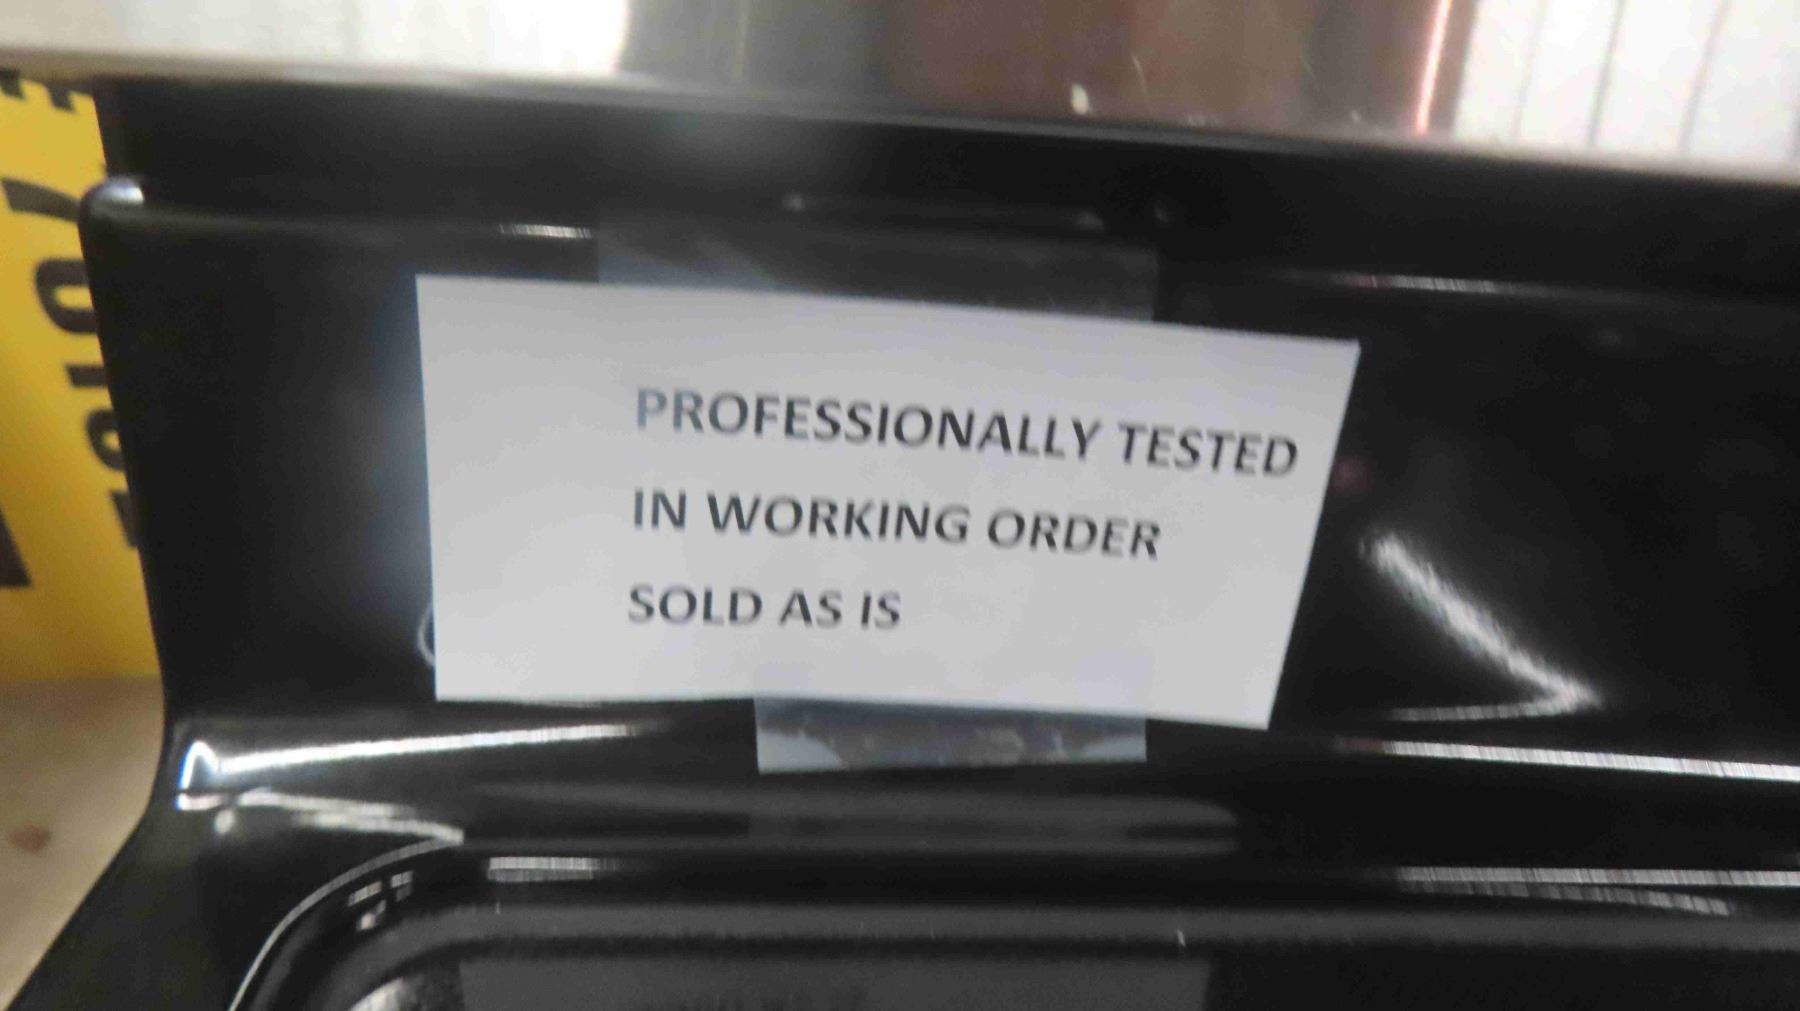 PROFESSIONALLY TESTED
IN WORKING ORDER
SOLD AS IS